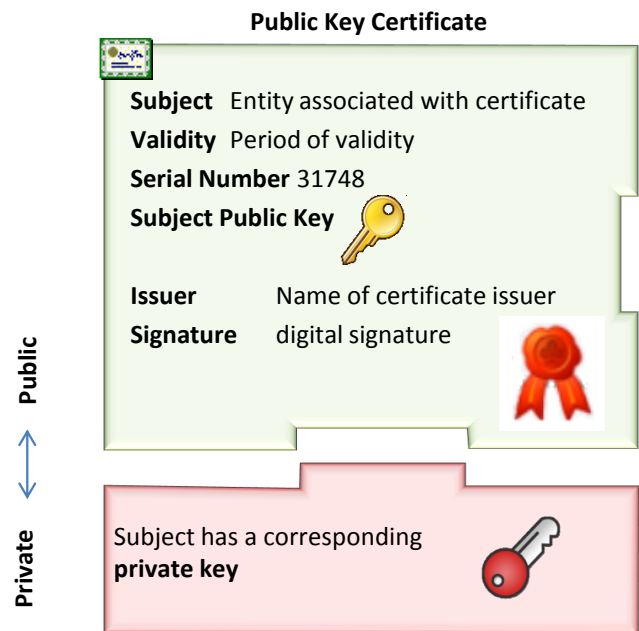 Public Key Certificate
Subject Entity associated with certificate
Validity Period of validity
Serial Number 31748
Subject Public Key
Issuer Name of certificate issuer
Signature digital signature
Public
Private
Subject has a corresponding
private key